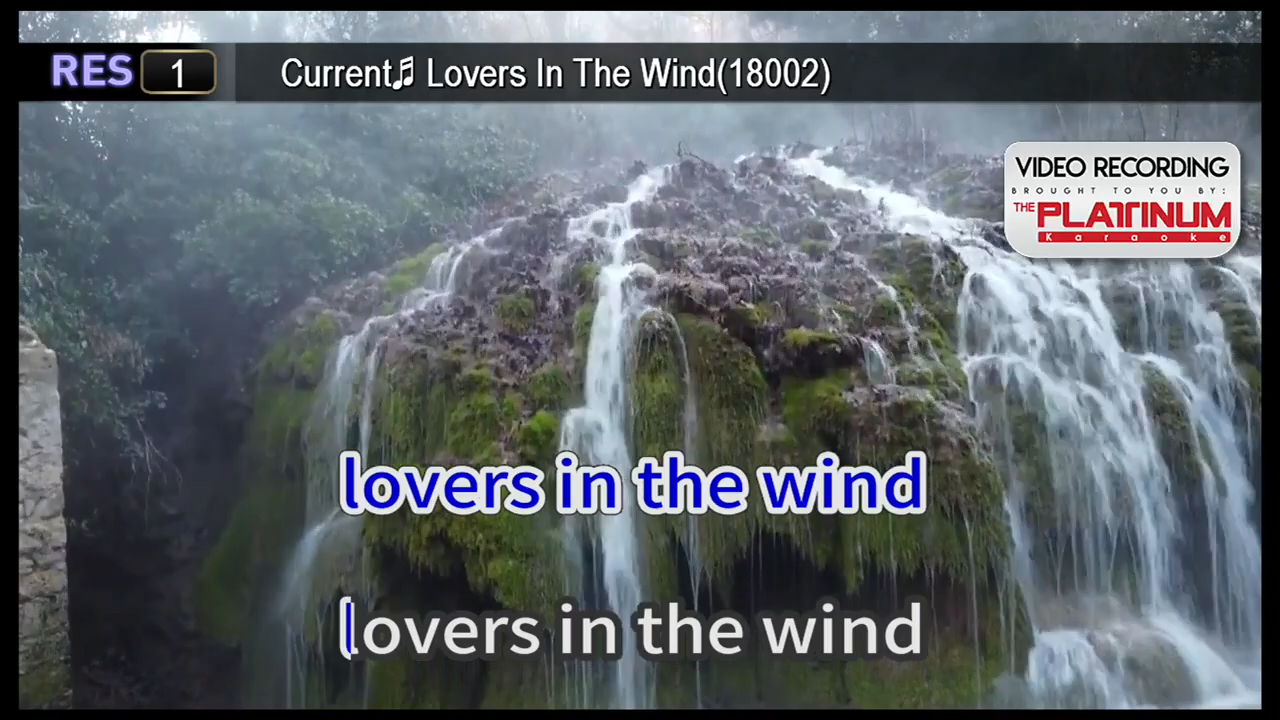 RES 1 Current♫ Lovers In The Wind(18002)
VIDEO RECORDING
BROUGHT TO YOU BY:
THE PLATINUM
Karaoke
lovers in the wind
lovers in the wind